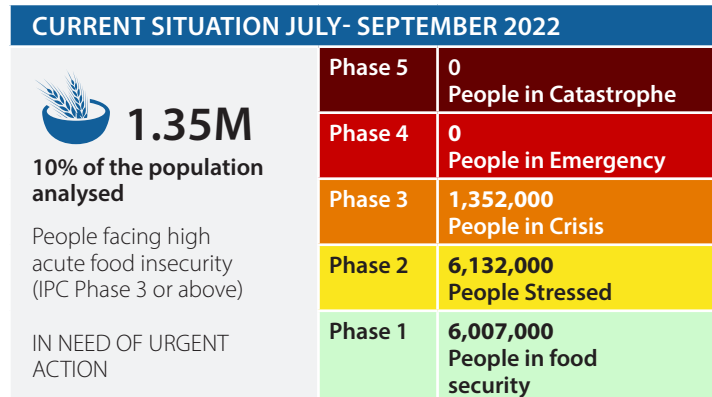 CURRENT SITUATION JULY- SEPTEMBER 2022
1.35M
10% of the population
analysed
People facing high
acute food insecurity
(IPC Phase 3 or above)
IN NEED OF URGENT
ACTION
Phase 5
0
People in Catastrophe
Phase 4
0
People in Emergency
Phase 3
1,352,000
People in Crisis
Phase 2
6,132,000
People Stressed
Phase 1
6,007,000
People in food
security